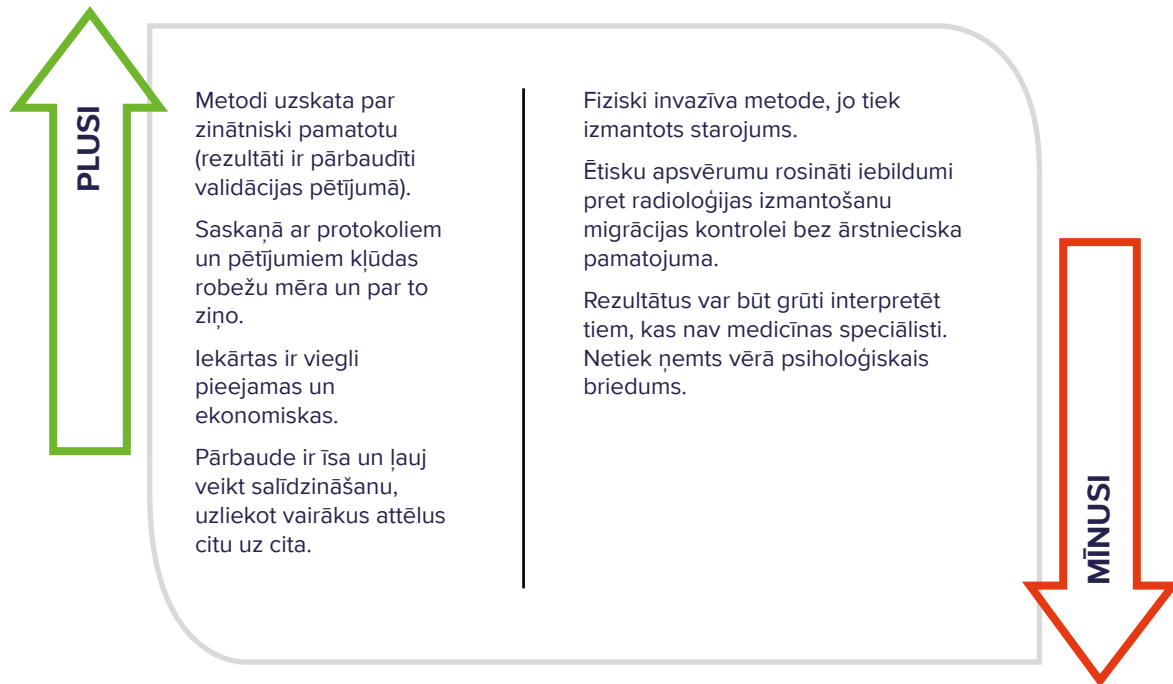 PLUSI
Metodi uzskata par
zinātniski pamatotu
(rezultāti ir pārbaudīti
validācijas pētījumā).
Saskaņā ar protokoliem
un pētījumiem kļūdas
robežu mēra un par to
ziņo.
Iekārtas ir viegli
pieejamas un
ekonomiskas.
Pārbaude ir īsa un ļauj
veikt salīdzināšanu,
uzliekot vairākus attēlus
citu uz cita.
Fiziski invazīva metode, jo tiek
izmantots starojums.
Ētisku apsvērumu rosināti iebildumi
pret radioloģijas izmantošanu
migrācijas kontrolei bez ārstnieciska
pamatojuma.
Rezultātus var būt grūti interpretēt
tiem, kas nav medicīnas speciālisti.
Netiek ņemts vērā psiholoģiskais
briedums.
MĪNUSI